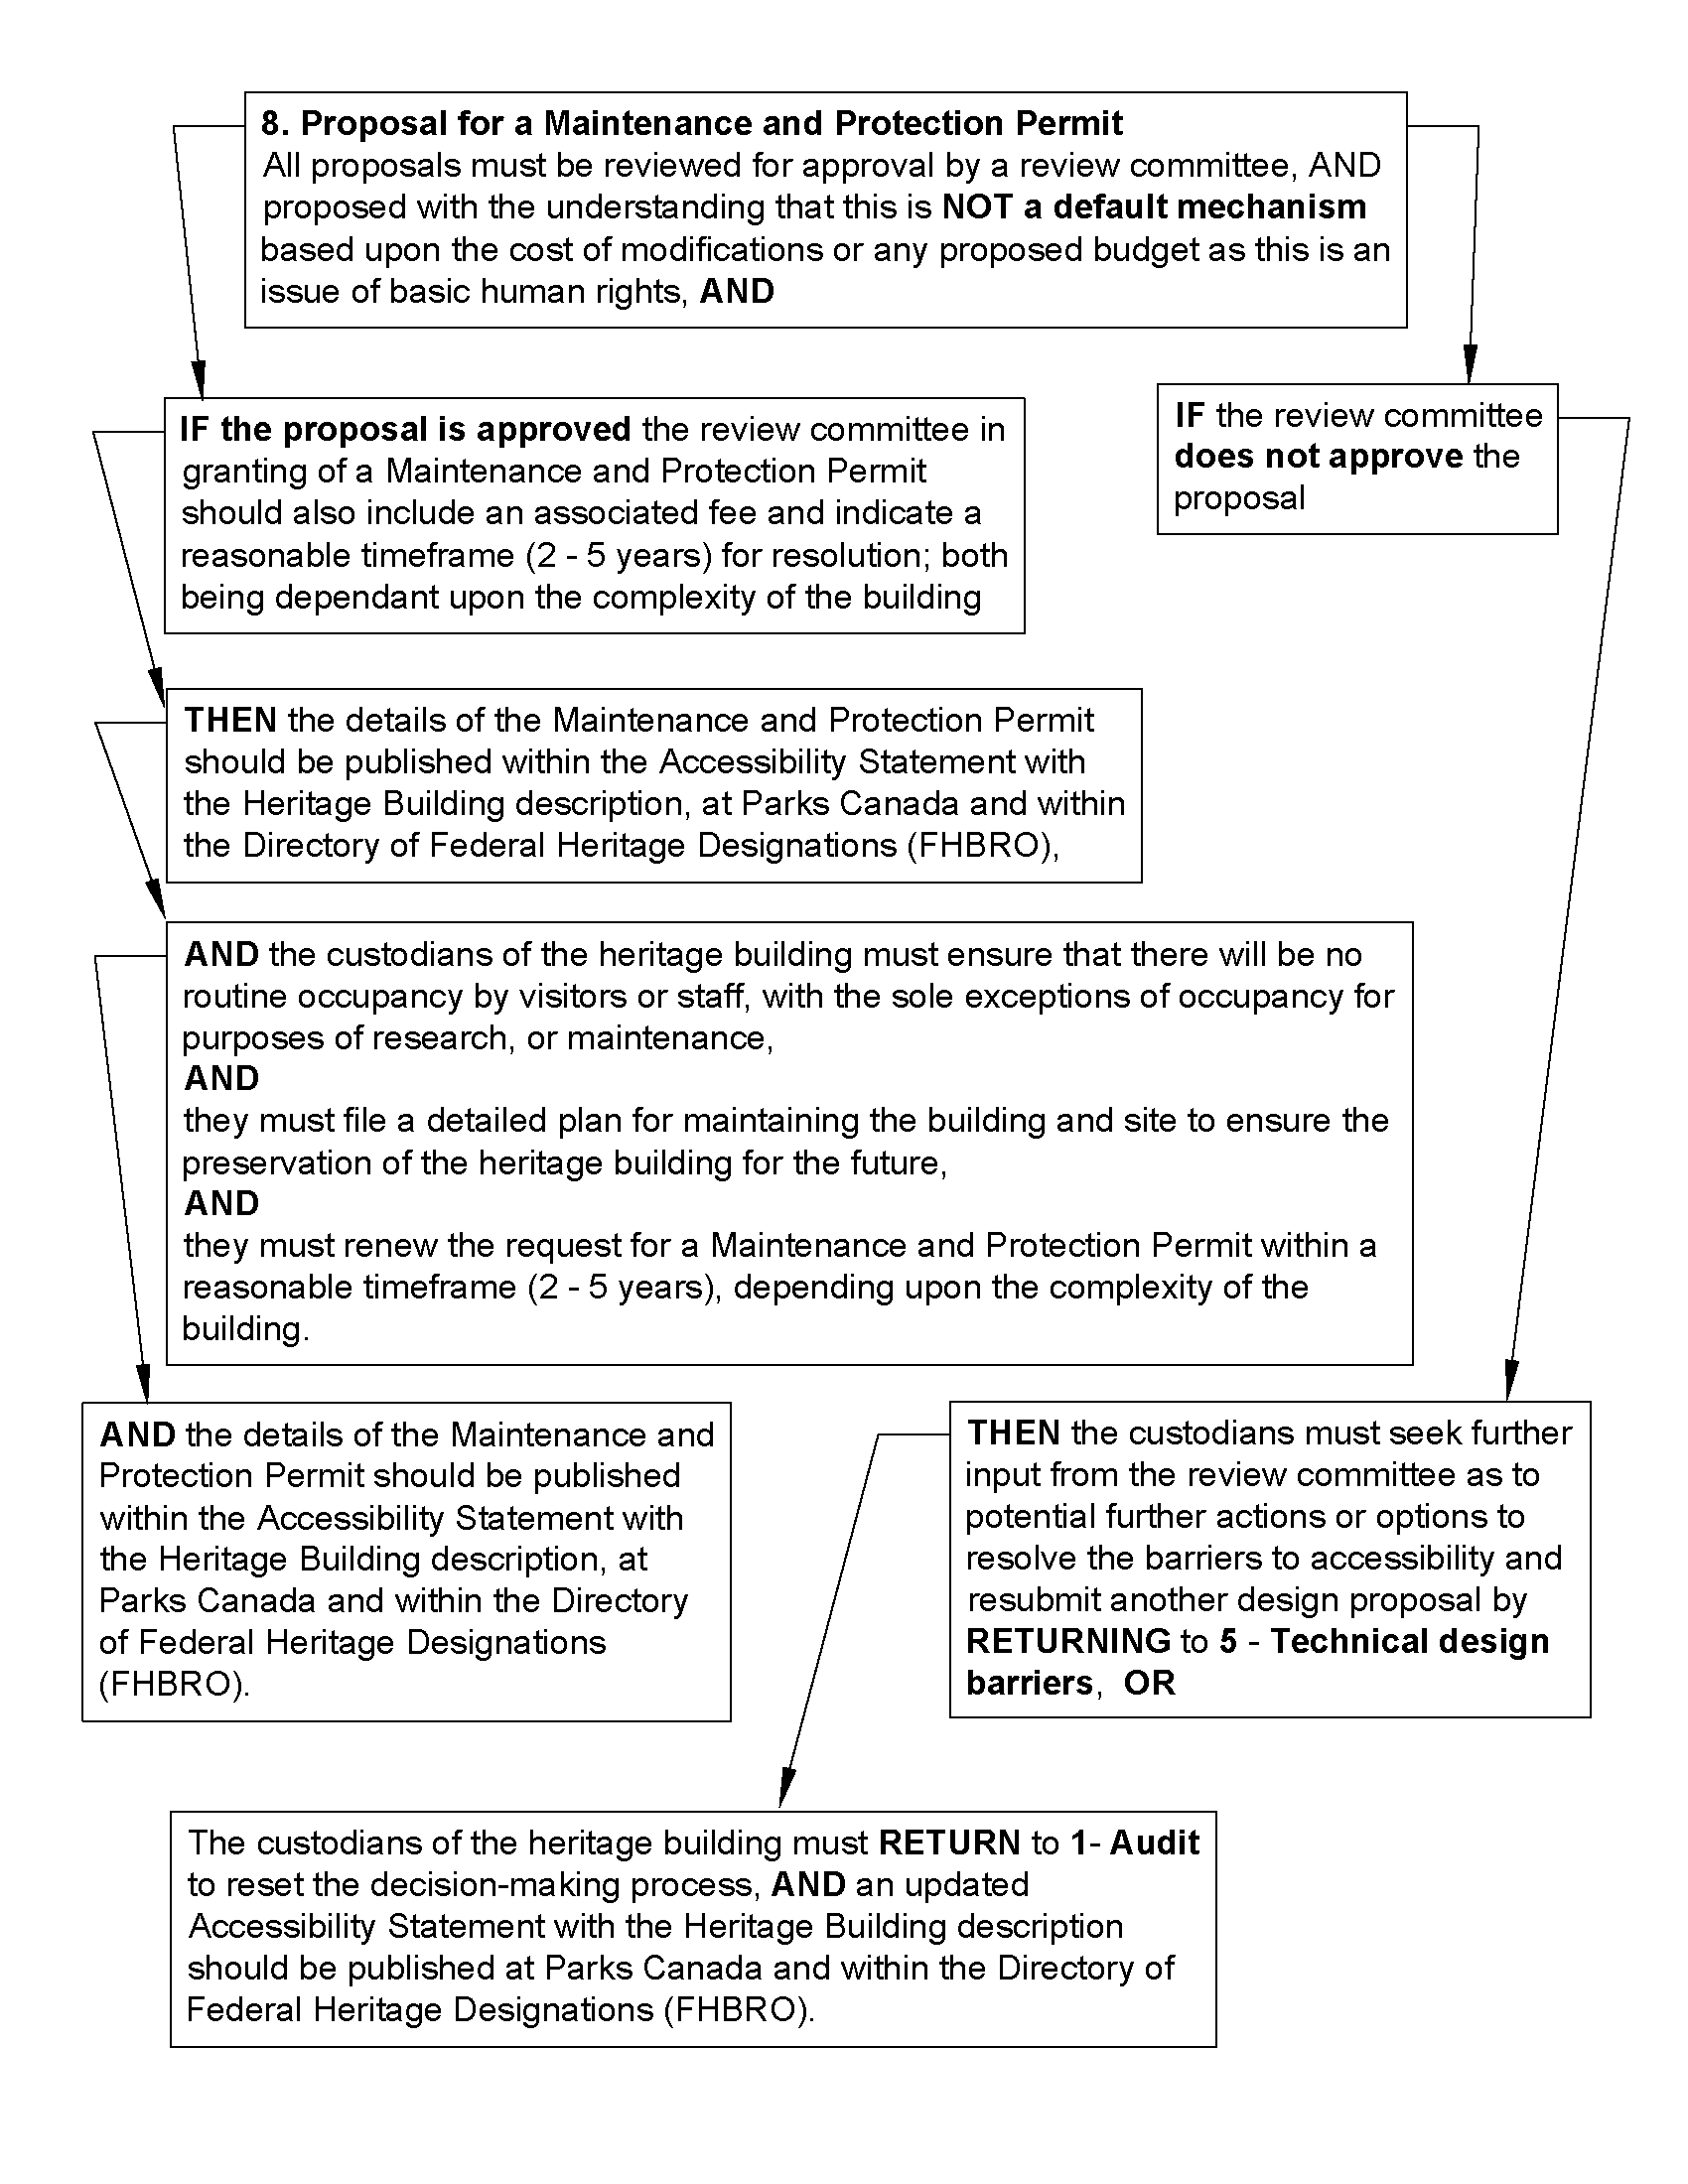 8. Proposal for a Maintenance and Protection Permit
All proposals must be reviewed for approval by a review committee, AND
proposed with the understanding that this is NOT a default mechanism
based upon the cost of modifications or any proposed budget as this is an
issue of basic human rights, AND
IF the proposal is approved the review committee in
granting of a Maintenance and Protection Permit
should also include an associated fee and indicate a
reasonable timeframe (2 - 5 years) for resolution; both
being dependant upon the complexity of the building
IF the review committee
does not approve the
proposal
THEN the details of the Maintenance and Protection Permit
should be published within the Accessibility Statement with
the Heritage Building description, at Parks Canada and within
the Directory of Federal Heritage Designations (FHBRO),
AND the custodians of the heritage building must ensure that there will be no
routine occupancy by visitors or staff, with the sole exceptions of occupancy for
purposes of research, or maintenance,
AND
they must file a detailed plan for maintaining the building and site to ensure the
preservation of the heritage building for the future,
AND
they must renew the request for a Maintenance and Protection Permit within a
reasonable timeframe (2 - 5 years), depending upon the complexity of the
building.
AND the details of the Maintenance and
Protection Permit should be published
within the Accessibility Statement with
the Heritage Building description, at
Parks Canada and within the Directory
of Federal Heritage Designations
(FHBRO).
THEN the custodians must seek further
input from the review committee as to
potential further actions or options to
resolve the barriers to accessibility and
resubmit another design proposal by
RETURNING to 5 - Technical design
barriers, OR
The custodians of the heritage building must RETURN to 1- Audit
to reset the decision-making process, AND an updated
Accessibility Statement with the Heritage Building description
should be published at Parks Canada and within the Directory of
Federal Heritage Designations (FHBRO).